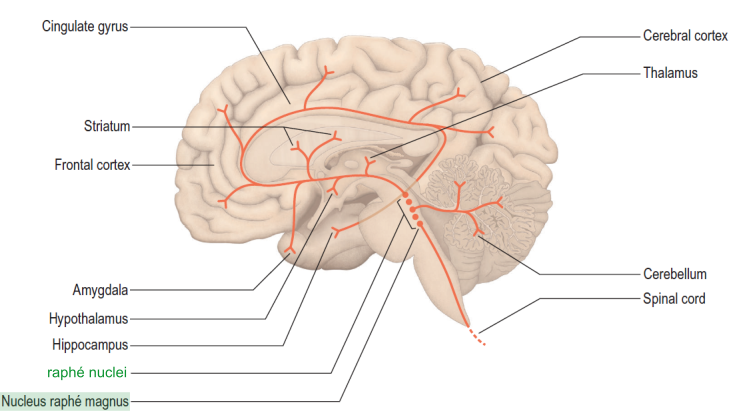 Cingulate gyrus
Cerebral cortex
Thalamus
Striatum
Frontal cortex
Amygdala
Cerebellum
Hypothalamus
Spinal cord
Hippocampus
raphé nuclei
Nucleus raphé magnus